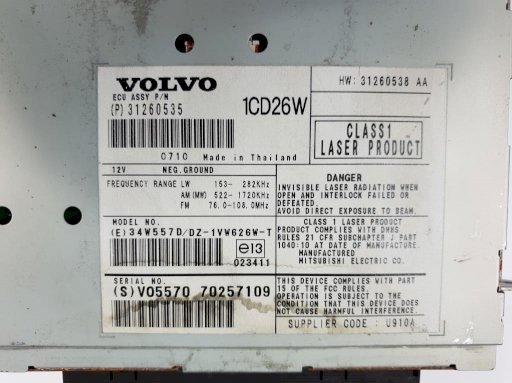 VOLVO
ECU ASSY P/N
(P) 31260535
1CD26W
HW: 31260538 AA
CLASS1
LASER PRODUCT
0710 Made in Thailand
12V NEG.GROUND
FREQUENCY RANGE LW 153- 282KHz
AM(MW) 522- 1720KHz
FM 76.0-108.0MHz
MODEL NO.
(E)34W557D/DZ-1VW626W-T
e13
023411
SERIAL NO.
(S)VO5570 70257109
DANGER
INVISIBLE LASER RADIATION WHEN
OPEN AND INTERLOCK FAILED OR
DEFEATED.
AVOID DIRECT EXPOSURE TO BEAM.
CLASS 1 LASER PRODUCT
THIS PRODUCT COMPLIES WITH DHHS
RULES 21 CFR SUBCHAPTER J PART
1040:10 AT DATE OF MANUFACTURE.
MANUFACTURED
MITSUBISHI ELECTRIC CO.
THIS DEVICE COMPLIES WITH PART
15 OF THE FCC RULES.
OPERATION IS SUBJECT TO THE
CONDITION THAT THIS DEVICE DOES
NOT CAUSE HARMFUL INTERFERENCE.
SUPPLIER CODE : U910A